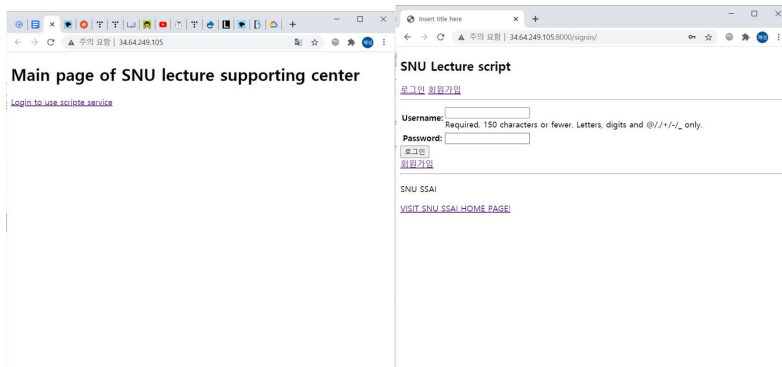 주의 요함 | 34.64.249.105
Main page of SNU lecture supporting center
Login to use scripte service
Insert title here
주의 요함 | 34.64.249.105:8000/signin/
SNU Lecture script
로그인 회원가입
Username:
Required. 150 characters or fewer. Letters, digits and @/./+/-/_ only.
Password:
로그인
회원가입
SNU SSAI
VISIT SNU SSAI HOME PAGE!